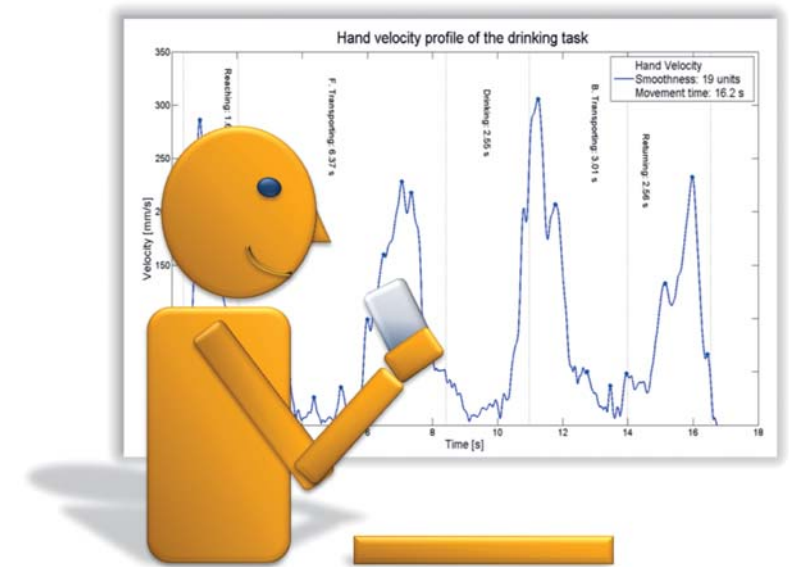 Hand velocity profile of the drinking task
Hand Velocity
Smoothness: 19 units
Movement time: 16.2 s
Reaching:
F. Transporting: 6.37 s
Drinking: 2.55 s
B. Transporting: 3.01 s
Returning: 2.56 s
Velocity [mm/s]
350
300
250
150
6
8
10
12
14
16
18
Time [s]